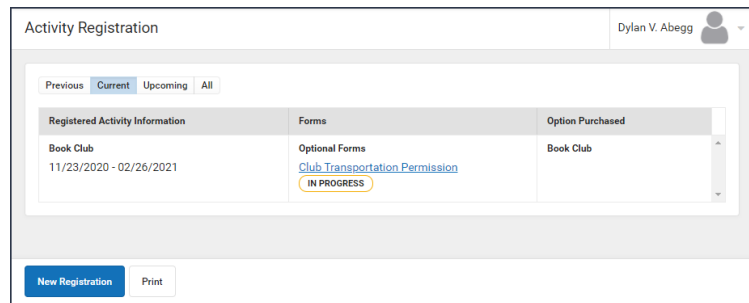 Activity Registration
Dylan V. Abegg
Previous Current Upcoming All
Registered Activity Information Forms Option Purchased
Book Club Optional Forms Book Club
11/23/2020 - 02/26/2021 Club Transportation Permission
IN PROGRESS
New Registration Print